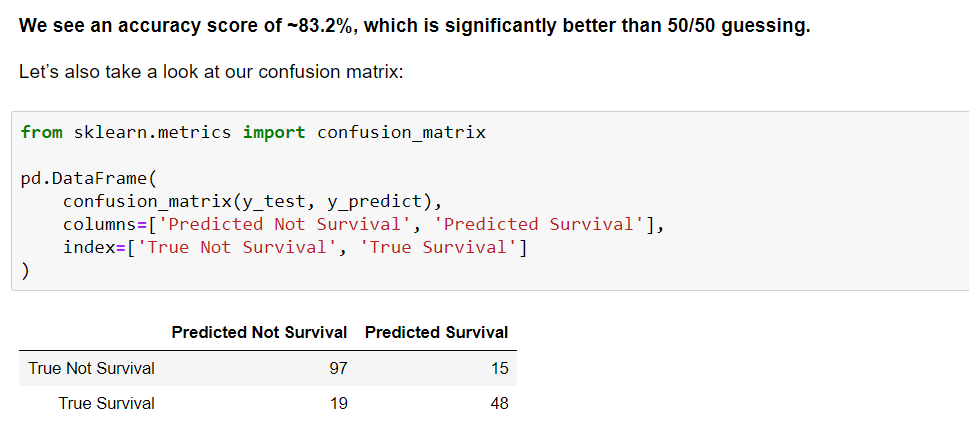 We see an accuracy score of ~83.2%, which is significantly better than 50/50 guessing.
Let’s also take a look at our confusion matrix:
from sklearn.metrics import confusion_matrix
pd.DataFrame(
    confusion_matrix(y_test, y_predict),
    columns=['Predicted Not Survival', 'Predicted Survival'],
    index=['True Not Survival', 'True Survival']
)
Predicted Not Survival Predicted Survival
True Not Survival 97 15
True Survival 19 48